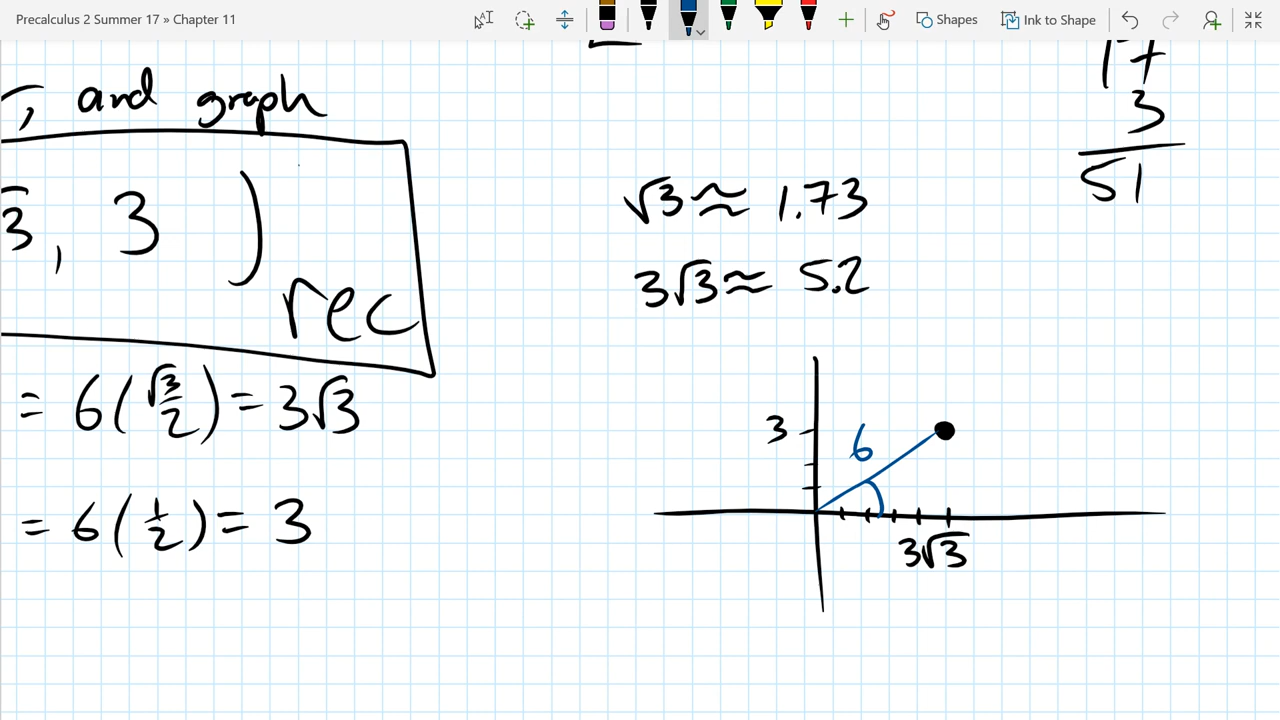 Precalculus 2 Summer 17 » Chapter 11
Shapes
Ink to Shape
, and graph
√3, 3 ) rec
= 6(√3/2) = 3√3
= 6(1/2) = 3
√3 ≈ 1.73
3√3 ≈ 5.2
17
3
51
3
6
3√3